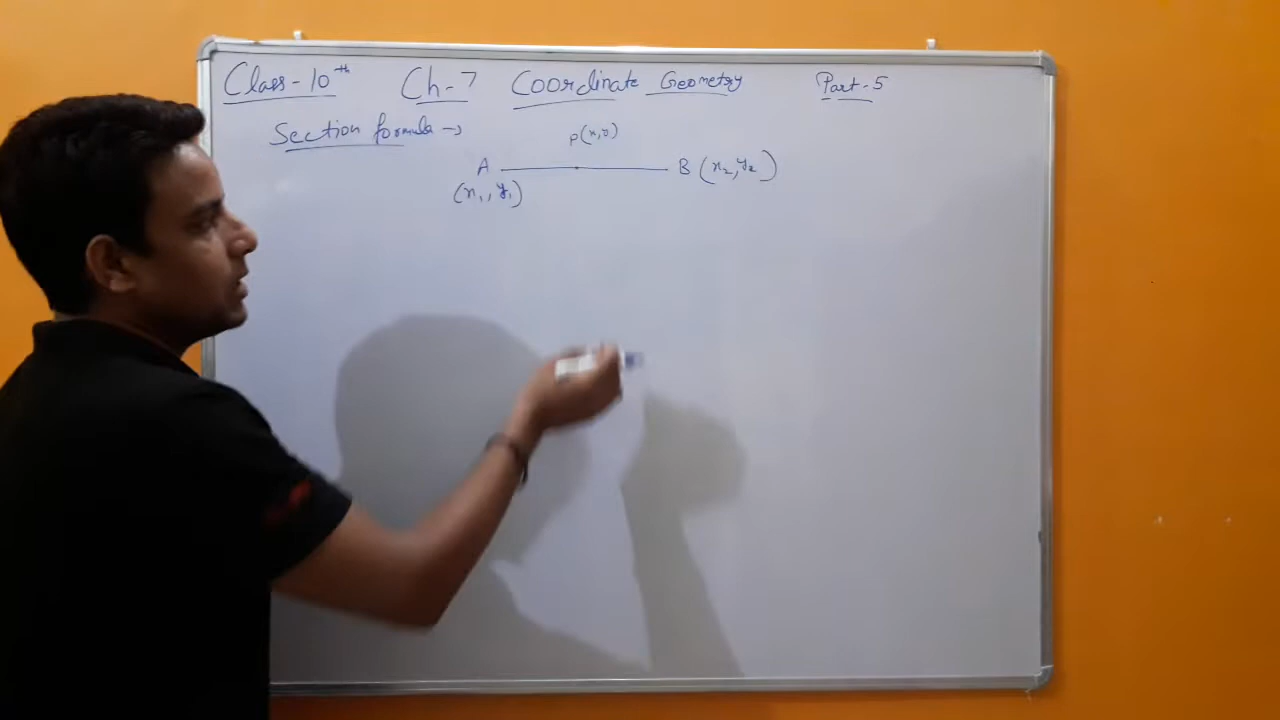 Class-10th Ch-7 Coordinate Geometry Part-5
Section formula →
P(x,y)
A B (x2,y2)
(x1,y1)